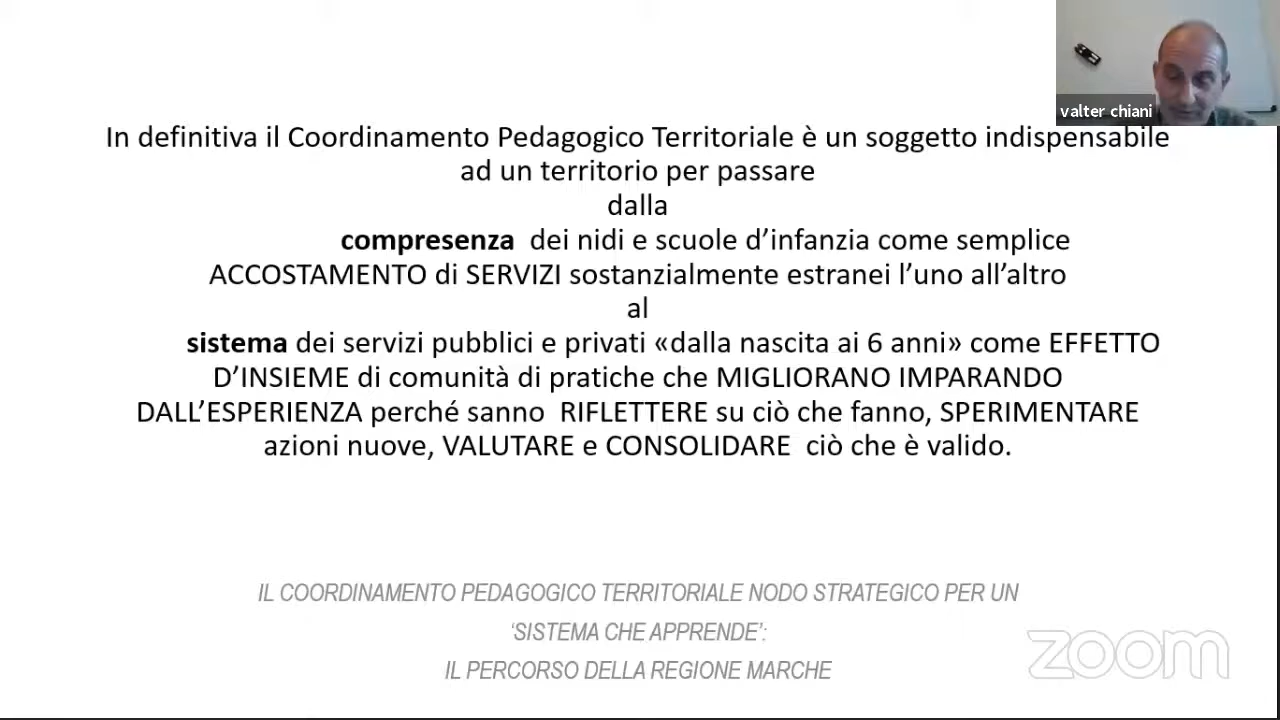 valter chiani
In definitiva il Coordinamento Pedagogico Territoriale è un soggetto indispensabile
ad un territorio per passare
dalla
compresenza dei nidi e scuole d’infanzia come semplice
ACCOSTAMENTO di SERVIZI sostanzialmente estranei l’uno all’altro
al
sistema dei servizi pubblici e privati «dalla nascita ai 6 anni» come EFFETTO
D’INSIEME di comunità di pratiche che MIGLIORANO IMPARANDO
DALL’ESPERIENZA perché sanno RIFLETTERE su ciò che fanno, SPERIMENTARE
azioni nuove, VALUTARE e CONSOLIDARE ciò che è valido.
IL COORDINAMENTO PEDAGOGICO TERRITORIALE NODO STRATEGICO PER UN
‘SISTEMA CHE APPRENDE’:
IL PERCORSO DELLA REGIONE MARCHE
zoom